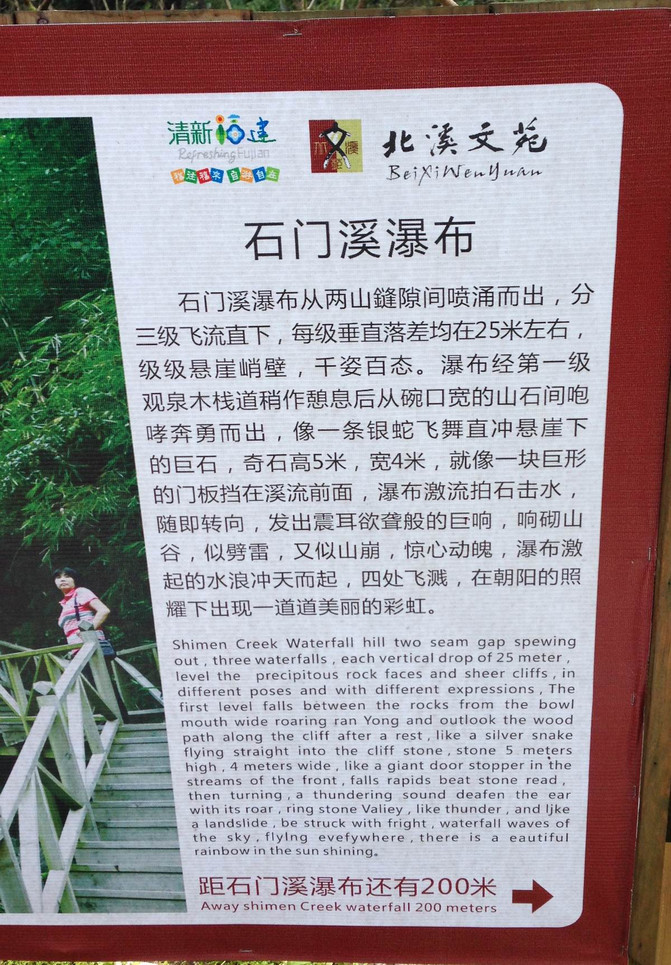 清新福建
Refreshing Fujian
北溪文苑
BeiXiWenYuan
石门溪瀑布
石门溪瀑布从两山鏠隙间喷涌而出，分
三级飞流直下，每级垂直落差均在25米左右，
级级悬崖峭壁，千姿百态。瀑布经第一级
观泉木栈道稍作憩息后从碗口宽的山石间咆
哮奔勇而出，像一条银蛇飞舞直冲悬崖下
的巨石，奇石高5米，宽4米，就像一块巨形
的门板挡在溪流前面，瀑布激流拍石击水，
随即转向，发出震耳欲聋般的巨响，响砌山
谷，似劈雷，又似山崩，惊心动魄，瀑布激
起的水浪冲天而起，四处飞溅，在朝阳的照
耀下出现一道道美丽的彩虹。
Shimen Creek Waterfall hill two seam gap spewing
out , three waterfalls , each vertical drop of 25 meter ,
level the precipitous rock faces and sheer cliffs , in
different poses and with different expressions , The
first level falls between the rocks from the bowl
mouth wide roaring ran Yong and outlook the wood
path along the cliff after a rest , like a silver snake
flying straight into the cliff stone , stone 5 meters
high , 4 meters wide , like a giant door stopper in the
streams of the front , falls rapids beat stone read ,
then turning , a thundering sound deafen the ear
with its roar , ring stone Valiey , like thunder , and ljke
a landslide , be struck with fright , waterfall waves of
the sky , flylng evefywhere , there is a eautiful
rainbow in the sun shining。
距石门溪瀑布还有200米
Away shimen Creek waterfall 200 meters